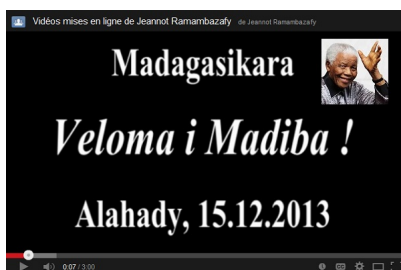 Vidéos mises en ligne de Jeannot Ramambazafy de Jeannot Ramambazafy
Madagasikara
Veloma i Madiba !
Alahady, 15.12.2013
0:07 / 3:00